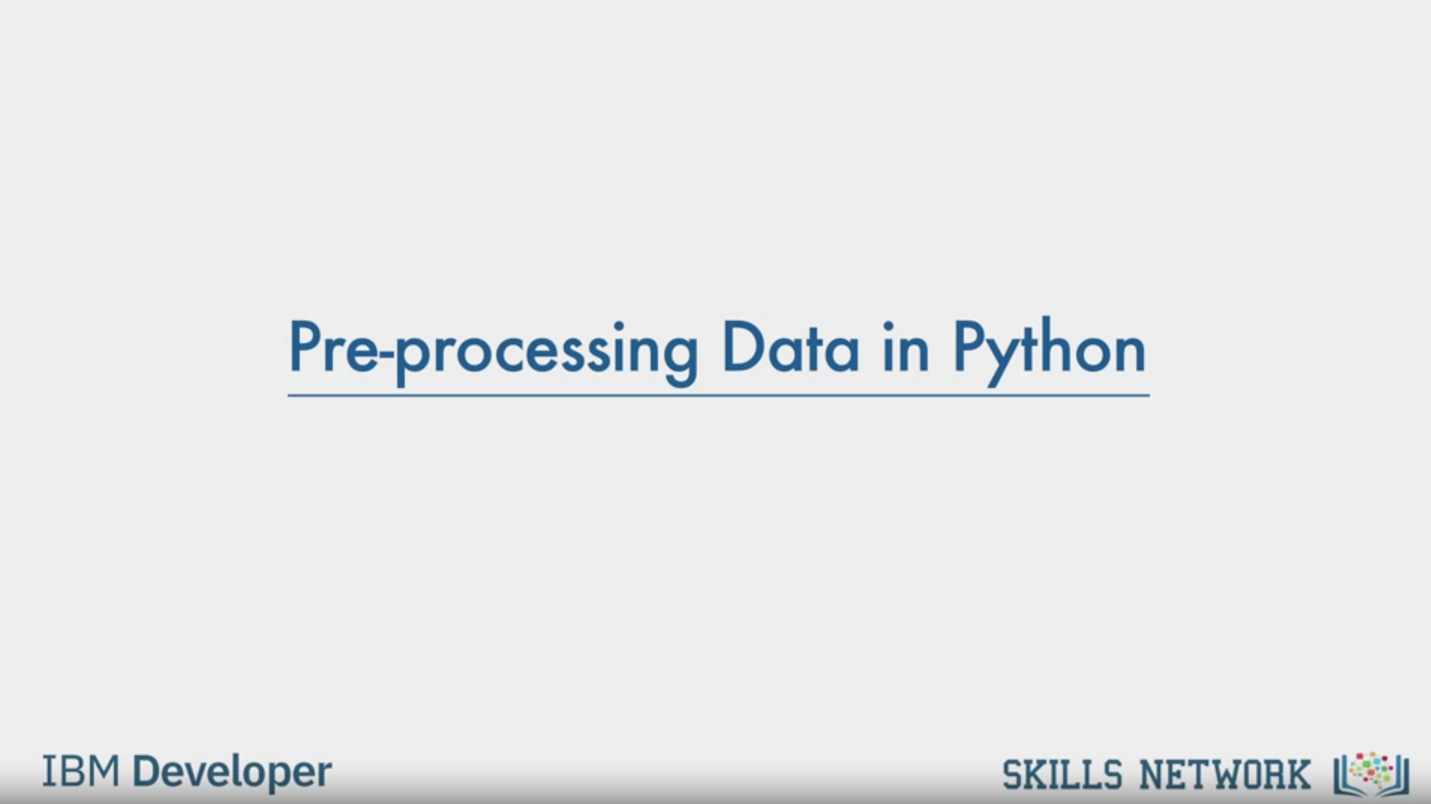 Pre-processing Data in Python
IBM Developer
SKILLS NETWORK